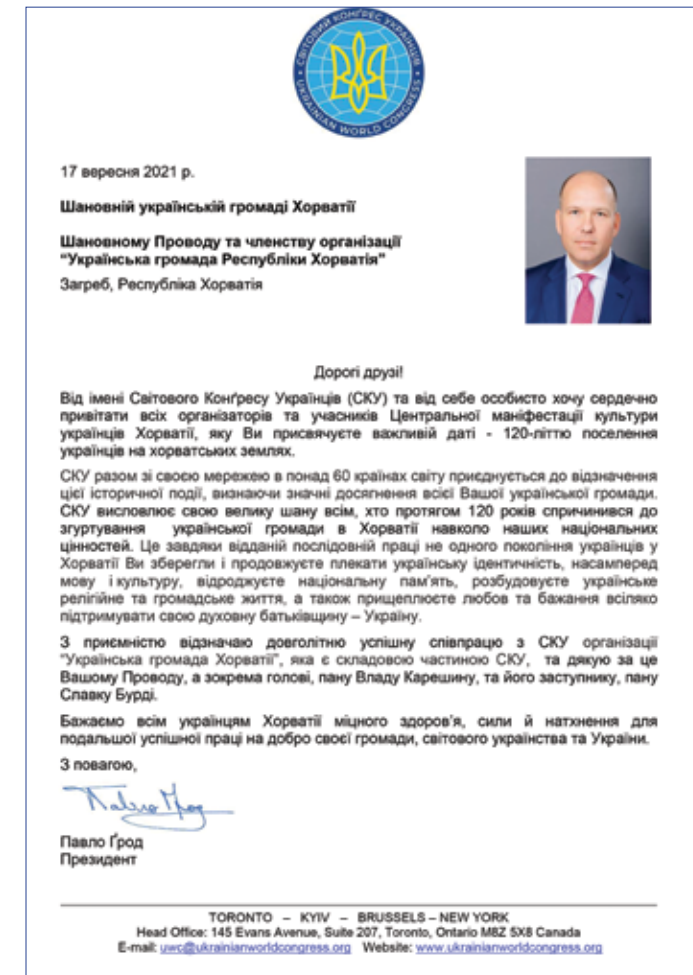 СВІТОВИЙ КОНҐРЕС УКРАЇНЦІВ
UKRAINIAN WORLD CONGRESS
17 вересня 2021 р.
Шановній українській громаді Хорватії
Шановному Проводу та членству організації
“Українська громада Республіки Хорватія”
Загреб, Республіка Хорватія
Дорогі друзі!
Від імені Світового Конґресу Українців (СКУ) та від себе особисто хочу сердечно
привітати всіх організаторів та учасників Центральної маніфестації культури
українців Хорватії, яку Ви присвячуєте важливій даті - 120-літтю поселення
українців на хорватських землях.
СКУ разом зі своєю мережею в понад 60 країнах світу приєднується до відзначення
цієї історичної події, визнаючи значні досягнення всієї Вашої української громади.
СКУ висловлює свою велику шану всім, хто протягом 120 років спричинився до
згуртування української громади в Хорватії навколо наших національних
цінностей. Це завдяки відданій послідовній праці не одного покоління українців у
Хорватії Ви зберегли і продовжуєте плекати українську ідентичність, насамперед
мову і культуру, відроджуєте національну пам’ять, розбудовуєте українське
релігійне та громадське життя, а також прищеплюєте любов та бажання всіляко
підтримувати свою духовну батьківщину – Україну.
З приємністю відзначаю довголітню успішну співпрацю з СКУ організації
“Українська громада Хорватії”, яка є складовою частиною СКУ, та дякую за це
Вашому Проводу, а зокрема голові, пану Владу Карешину, та його заступнику, пану
Славку Бурді.
Бажаємо всім українцям Хорватії міцного здоров’я, сили й натхнення для
подальшої успішної праці на добро своєї громади, світового українства та України.
З повагою,
Павло Ґрод
Павло Ґрод
Президент
TORONTO – KYIV – BRUSSELS – NEW YORK
Head Office: 145 Evans Avenue, Suite 207, Toronto, Ontario M8Z 5X8 Canada
E-mail: uwc@ukrainianworldcongress.org Website: www.ukrainianworldcongress.org